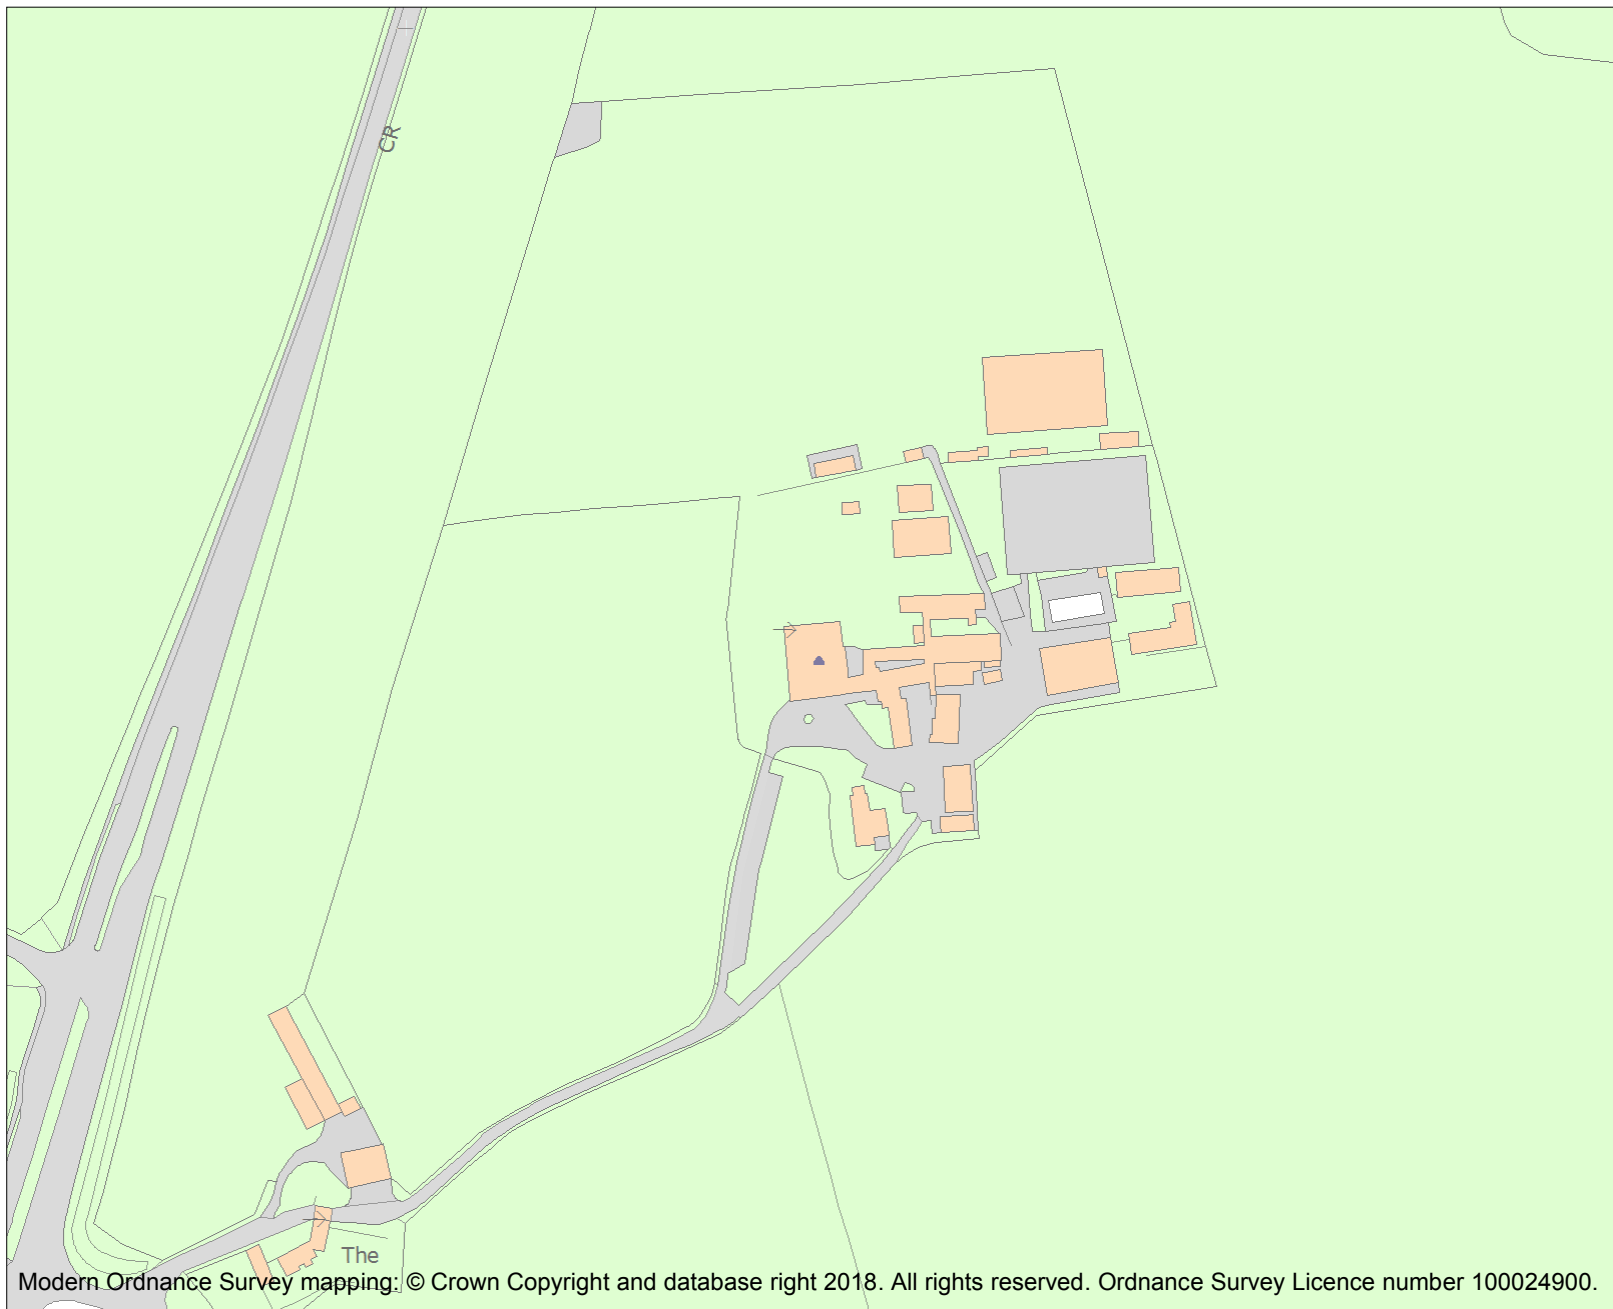 CR
The
Modern Ordnance Survey mapping: © Crown Copyright and database right 2018. All rights reserved. Ordnance Survey Licence number 100024900.